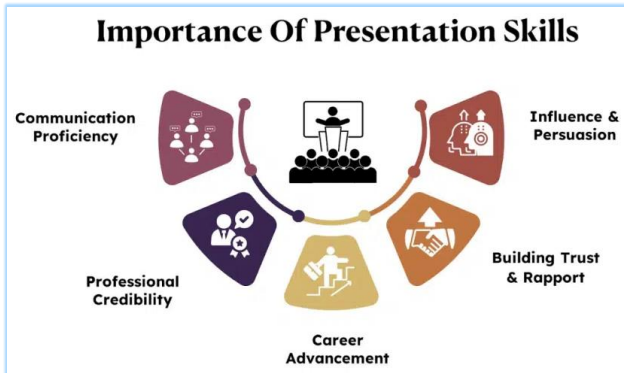 Importance Of Presentation Skills
Communication
Proficiency
Influence &
Persuasion
Professional
Credibility
Building Trust
& Rapport
Career
Advancement